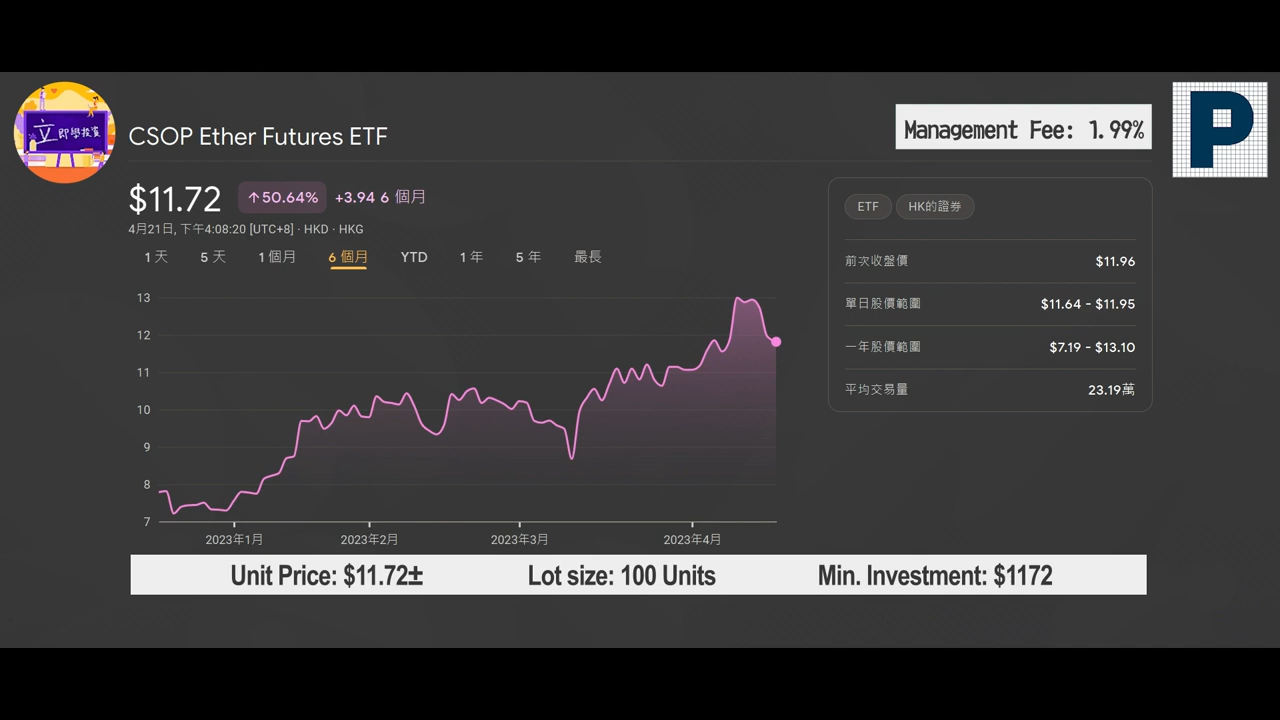 立即學投資
CSOP Ether Futures ETF
Management Fee: 1.99%
P
$11.72 ↑50.64% +3.94 6 個月
4月21日, 下午4:08:20 [UTC+8] · HKD · HKG
1 天 5 天 1 個月 6 個月 YTD 1 年 5 年 最長
ETF HK的證券
前次收盤價 $11.96
單日股價範圍 $11.64 - $11.95
一年股價範圍 $7.19 - $13.10
平均交易量 23.19萬
13
12
11
10
9
8
7
2023年1月 2023年2月 2023年3月 2023年4月
Unit Price: $11.72± Lot size: 100 Units Min. Investment: $1172